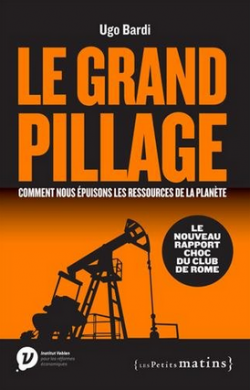 Ugo Bardi
LE GRAND
PILLAGE
COMMENT NOUS ÉPUISONS LES RESSOURCES DE LA PLANÈTE
LE
NOUVEAU
RAPPORT
CHOC
DU CLUB
DE ROME
Institut Veblen
pour les réformes
économiques
{LES Petits matins}